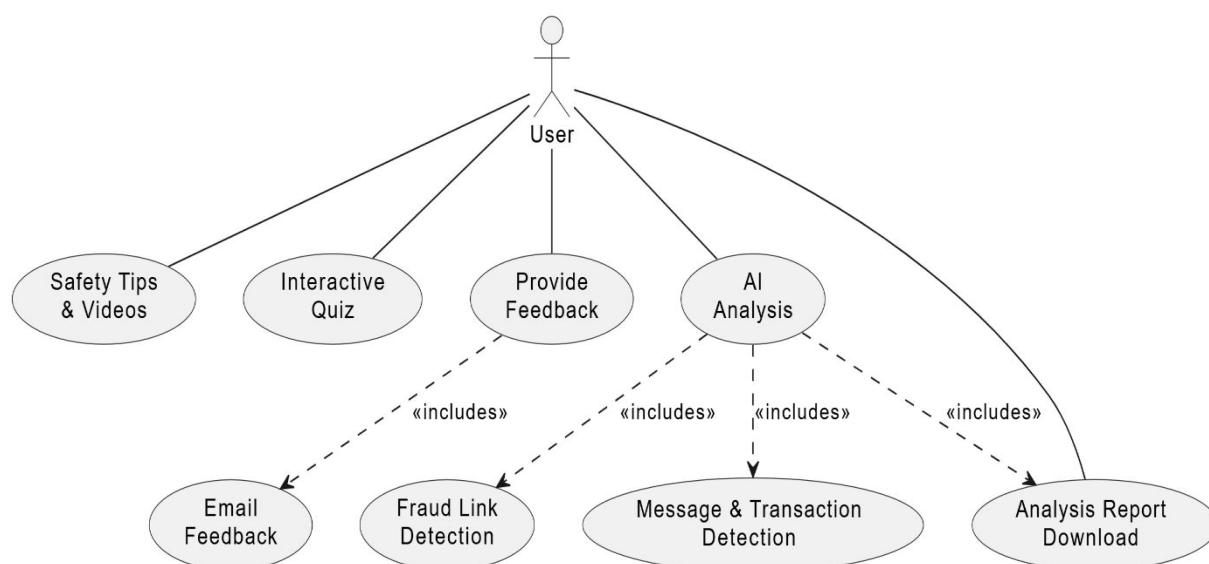 User
Safety Tips
& Videos
Interactive
Quiz
Provide
Feedback
AI
Analysis
«includes»
«includes»
«includes»
«includes»
Email
Feedback
Fraud Link
Detection
Message & Transaction
Detection
Analysis Report
Download